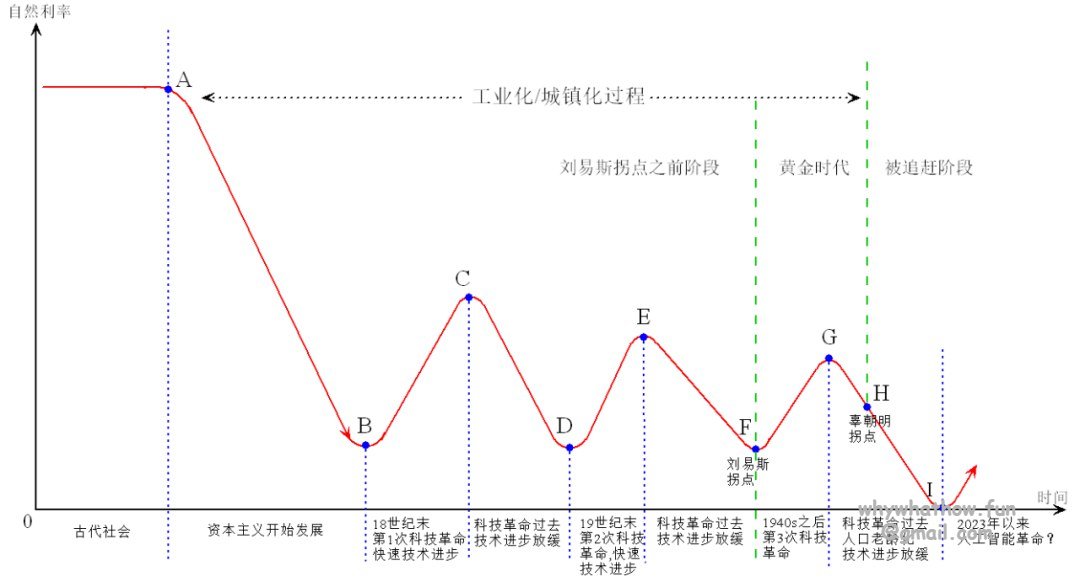 自然利率
A
工业化/城镇化过程
刘易斯拐点之前阶段
黄金时代
被追赶阶段
C
E
G
H
辜朝明
拐点
B
D
F
刘易斯
拐点
I
0
时间
古代社会
资本主义开始发展
18世纪末
第1次科技革命
快速技术进步
科技革命过去
技术进步放缓
19世纪末
第2次科技
革命,快速
技术进步
科技革命过去
技术进步放缓
1940s之后
第3次科技
革命
科技革命过去
人口老龄化
技术进步放缓
2023年以来
人工智能革命？
whywhathow.fun
@gmail.com